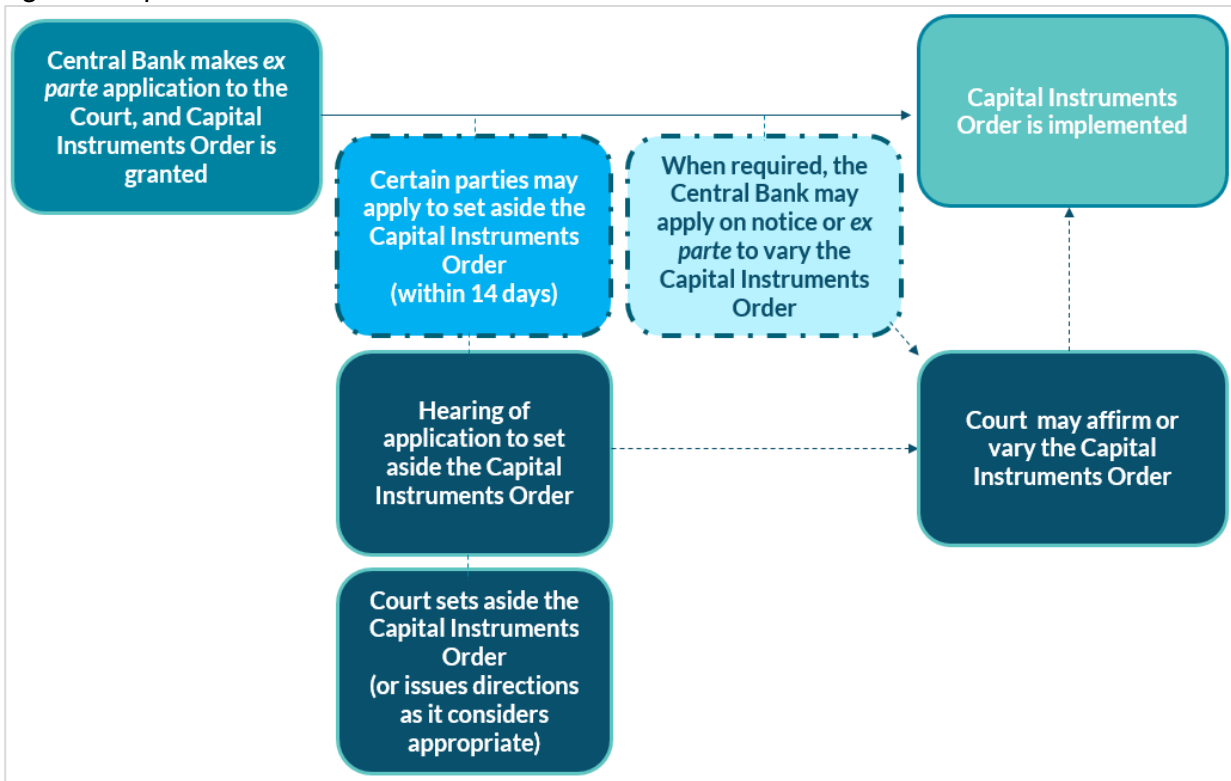 Central Bank makes ex
parte application to the
Court, and Capital
Instruments Order is
granted
Capital Instruments
Order is implemented
Certain parties may
apply to set aside the
Capital Instruments
Order
(within 14 days)
When required, the
Central Bank may
apply on notice or ex
parte to vary the
Capital Instruments
Order
Hearing of
application to set
aside the Capital
Instruments Order
Court may affirm or
vary the Capital
Instruments Order
Court sets aside the
Capital Instruments
Order
(or issues directions
as it considers
appropriate)